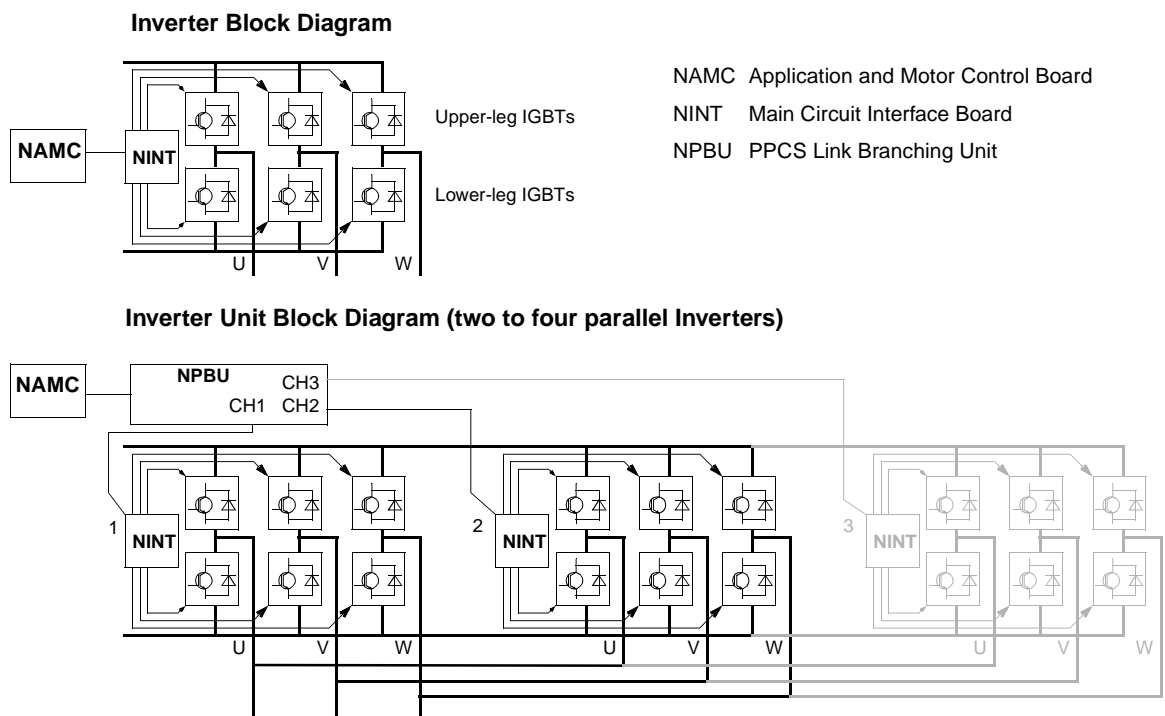 Inverter Block Diagram
NAMC Application and Motor Control Board
NINT Main Circuit Interface Board
NPBU PPCS Link Branching Unit
Upper-leg IGBTs
NAMC
NINT
Lower-leg IGBTs
U V W
Inverter Unit Block Diagram (two to four parallel Inverters)
NAMC
NPBU
CH3
CH1 CH2
1 2 3
NINT NINT NINT
U V W U V W U V W